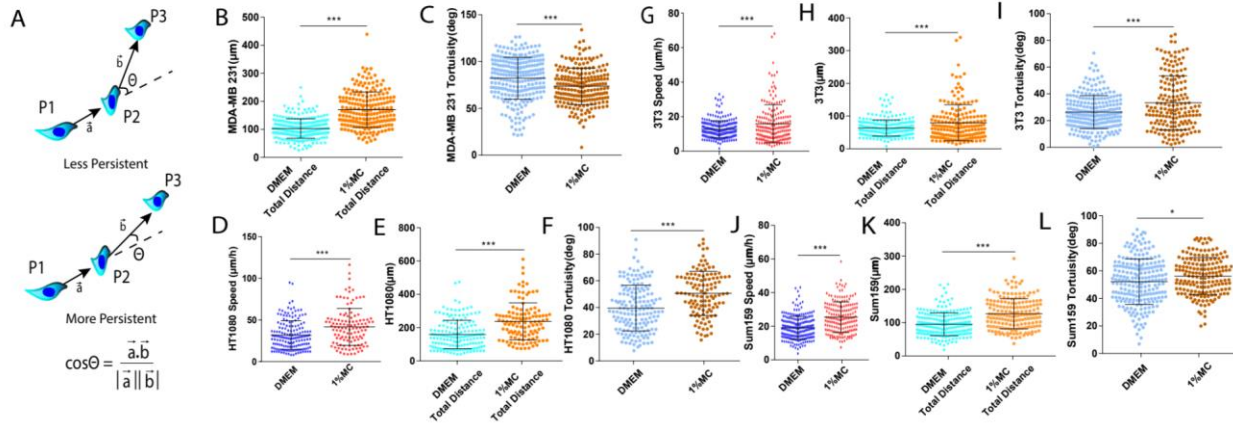 A
P3
b
Θ
P1
a
P2
Less Persistent
P3
b
Θ
P1
a
P2
More Persistent
cosΘ = a.b / |a||b|
B
***
MDA-MB 231(µm)
500
400
300
200
100
0
DMEM
Total Distance
1%MC
Total Distance
C
***
MDA-MB 231 Tortuisity(deg)
150
100
50
0
DMEM
1%MC
G
***
3T3 Speed (µm/h)
80
60
40
20
0
DMEM
1%MC
H
***
3T3(µm)
400
300
200
100
0
DMEM
Total Distance
1%MC
Total Distance
I
***
3T3 Tortuisity(deg)
100
80
60
40
20
0
DMEM
1%MC
D
***
HT1080 Speed (µm/h)
150
100
50
0
DMEM
1%MC
E
***
HT1080(µm)
800
600
400
200
0
DMEM
Total Distance
1%MC
Total Distance
F
***
HT1080 Tortuisity(deg)
100
80
60
40
20
0
DMEM
1%MC
J
***
Sum159 Speed (µm/h)
80
60
40
20
0
DMEM
1%MC
K
***
Sum159(µm)
400
300
200
100
0
DMEM
Total Distance
1%MC
Total Distance
L
*
Sum159 Tortuisity(deg)
100
80
60
40
20
0
DMEM
1%MC